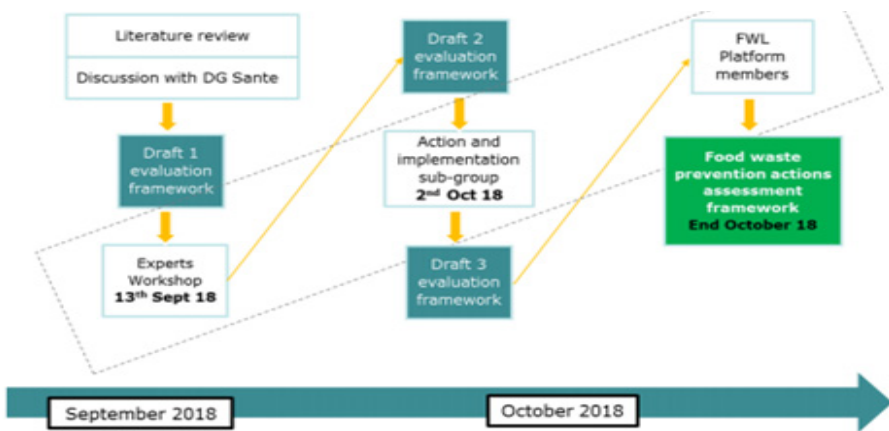 Literature review
Discussion with DG Sante
Draft 1
evaluation
framework
Experts
Workshop
13th Sept 18
Draft 2
evaluation
framework
Action and
implementation
sub-group
2nd Oct 18
Draft 3
evaluation
framework
FWL
Platform
members
Food waste
prevention actions
assessment
framework
End October 18
September 2018
October 2018